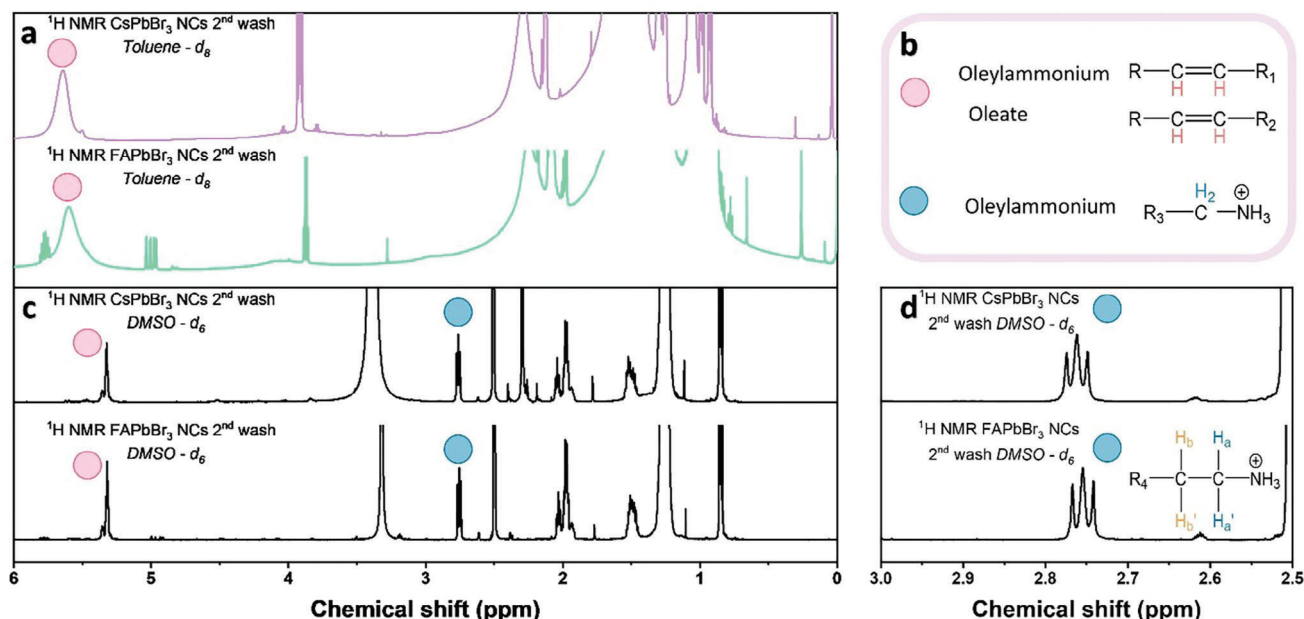 a
¹H NMR CsPbBr₃ NCs 2ⁿᵈ wash
Toluene - d₈
¹H NMR FAPbBr₃ NCs 2ⁿᵈ wash
Toluene - d₈
b
Oleylammonium
R—C=C—R₁
H H
Oleate
R—C=C—R₂
H H
Oleylammonium
H₂
⊕
R₃—C—NH₃
c
¹H NMR CsPbBr₃ NCs 2ⁿᵈ wash
DMSO - d₆
¹H NMR FAPbBr₃ NCs 2ⁿᵈ wash
DMSO - d₆
6 5 4 3 2 1 0
Chemical shift (ppm)
d
¹H NMR CsPbBr₃ NCs
2ⁿᵈ wash DMSO - d₆
¹H NMR FAPbBr₃ NCs
2ⁿᵈ wash DMSO - d₆
H_b H_a
⊕
R₄—C—C—NH₃
H_b' H_a'
3.0 2.9 2.8 2.7 2.6 2.5
Chemical shift (ppm)